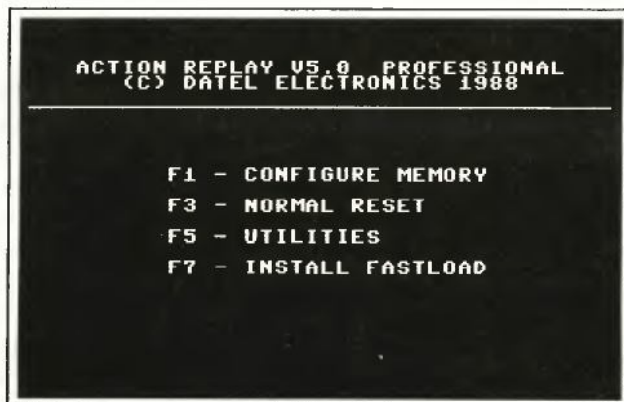 ACTION REPLAY V5.0 PROFESSIONAL
(C) DATEL ELECTRONICS 1988
F1 - CONFIGURE MEMORY
F3 - NORMAL RESET
F5 - UTILITIES
F7 - INSTALL FASTLOAD